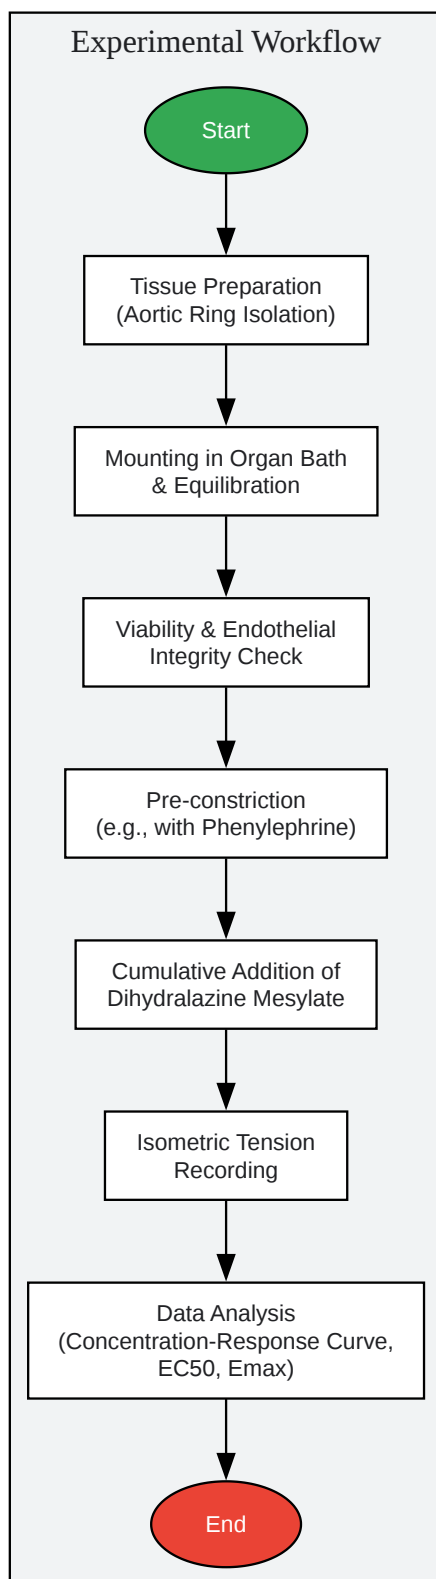 Experimental Workflow
Start
Tissue Preparation
(Aortic Ring Isolation)
Mounting in Organ Bath
& Equilibration
Viability & Endothelial
Integrity Check
Pre-constriction
(e.g., with Phenylephrine)
Cumulative Addition of
Dihydralazine Mesylate
Isometric Tension
Recording
Data Analysis
(Concentration-Response Curve,
EC50, Emax)
End